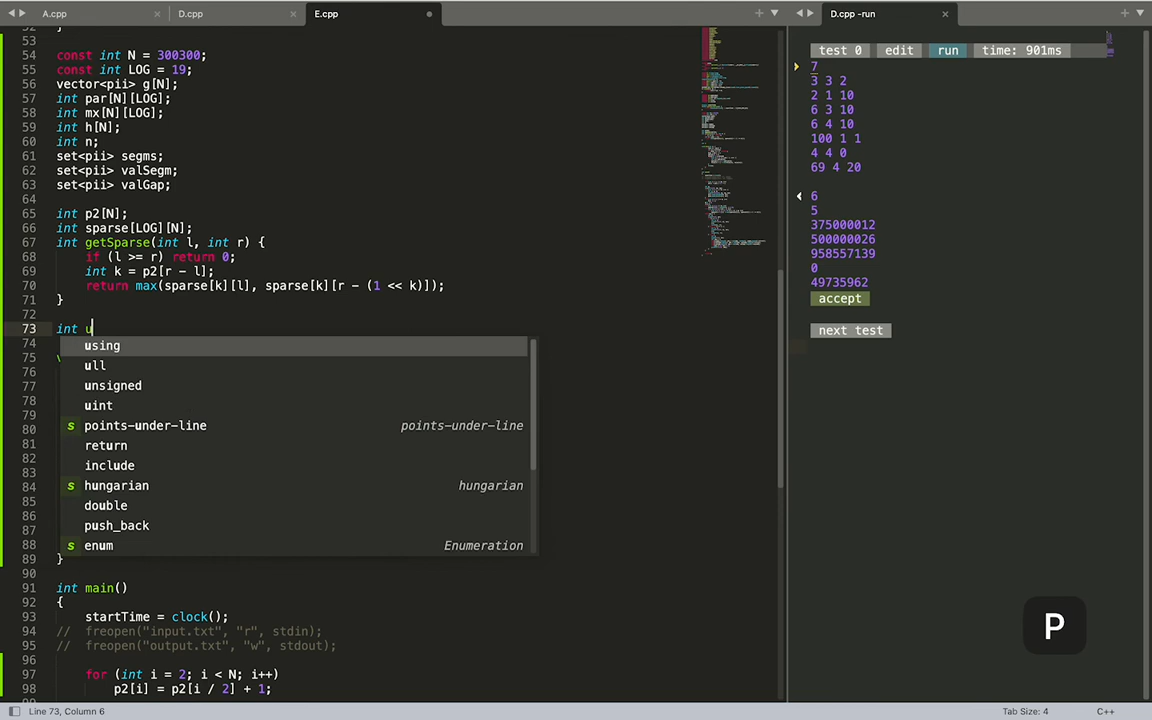 A.cpp
D.cpp
E.cpp
D.cpp -run
53
54 const int N = 300300;
55 const int LOG = 19;
56 vector<pii> g[N];
57 int par[N][LOG];
58 int mx[N][LOG];
59 int h[N];
60 int n;
61 set<pii> segms;
62 set<pii> valSegm;
63 set<pii> valGap;
64
65 int p2[N];
66 int sparse[LOG][N];
67 int getSparse(int l, int r) {
68 if (l >= r) return 0;
69 int k = p2[r - l];
70 return max(sparse[k][l], sparse[k][r - (1 << k)]);
71 }
72
73 int u
74 using
75 ull
76 unsigned
77 uint
78
79 s points-under-line points-under-line
80 return
81 include
82 s hungarian hungarian
83
84 double
85 push_back
86 s enum Enumeration
87
88
89 }
90
91 int main()
92 {
93 startTime = clock();
94 // freopen("input.txt", "r", stdin);
95 // freopen("output.txt", "w", stdout);
96
97 for (int i = 2; i < N; i++)
98 p2[i] = p2[i / 2] + 1;
test 0 edit run time: 901ms
7
3 3 2
2 1 10
6 3 10
6 4 10
100 1 1
4 4 0
69 4 20
6
5
375000012
500000026
958557139
0
49735962
accept
next test
P
Line 73, Column 6
Tab Size: 4
C++